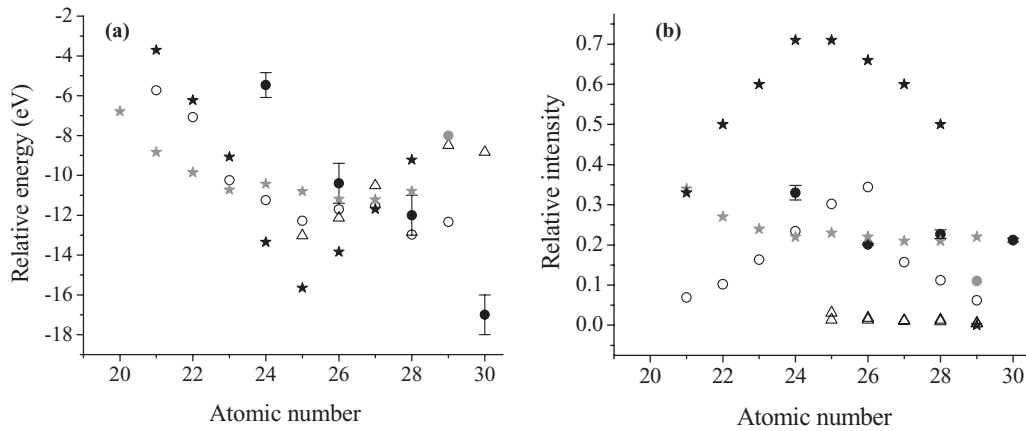 (a)
-2
-4
-6
-8
-10
-12
-14
-16
-18
Relative energy (eV)
20 22 24 26 28 30
Atomic number
(b)
0.7
0.6
0.5
0.4
0.3
0.2
0.1
0.0
Relative intensity
20 22 24 26 28 30
Atomic number